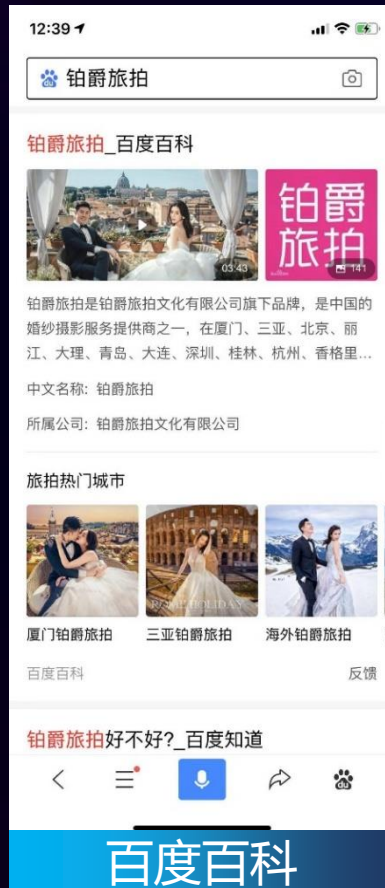 12:39
铂爵旅拍
铂爵旅拍_百度百科
03:43
铂爵
旅拍
141
铂爵旅拍是铂爵旅拍文化有限公司旗下品牌，是中国的
婚纱摄影服务提供商之一，在厦门、三亚、北京、丽
江、大理、青岛、大连、深圳、桂林、杭州、香格里...
中文名称: 铂爵旅拍
所属公司: 铂爵旅拍文化有限公司
旅拍热门城市
ROME HOLIDAY
厦门铂爵旅拍
三亚铂爵旅拍
海外铂爵旅拍
百度百科
反馈
铂爵旅拍好不好?_百度知道
du
百度百科